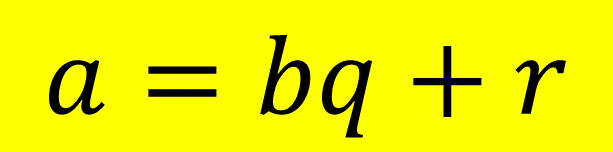 a = bq + r